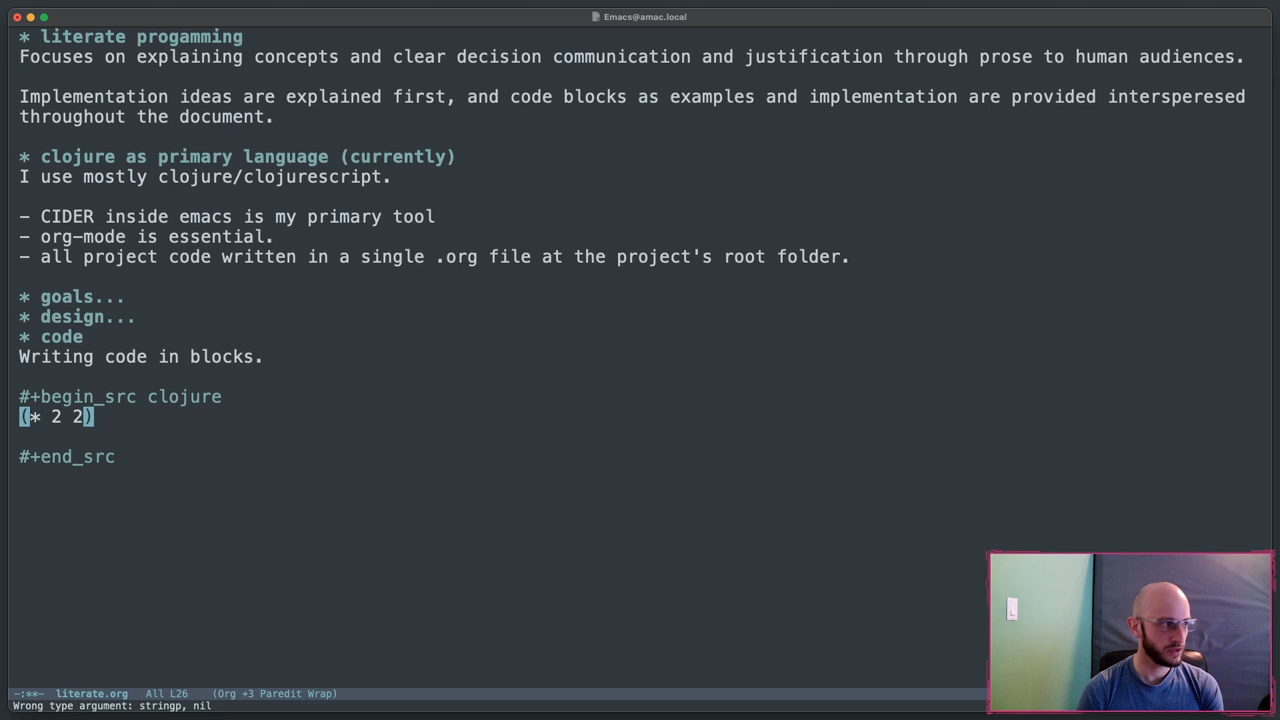 Emacs@amac.local
* literate progamming
Focuses on explaining concepts and clear decision communication and justification through prose to human audiences.
Implementation ideas are explained first, and code blocks as examples and implementation are provided interspersed
throughout the document.
* clojure as primary language (currently)
I use mostly clojure/clojurescript.
- CIDER inside emacs is my primary tool
- org-mode is essential.
- all project code written in a single .org file at the project's root folder.
* goals...
* design...
* code
Writing code in blocks.
#+begin_src clojure
(* 2 2)
#+end_src
-:**- literate.org All L26 (Org +3 Paredit Wrap)
Wrong type argument: stringp, nil